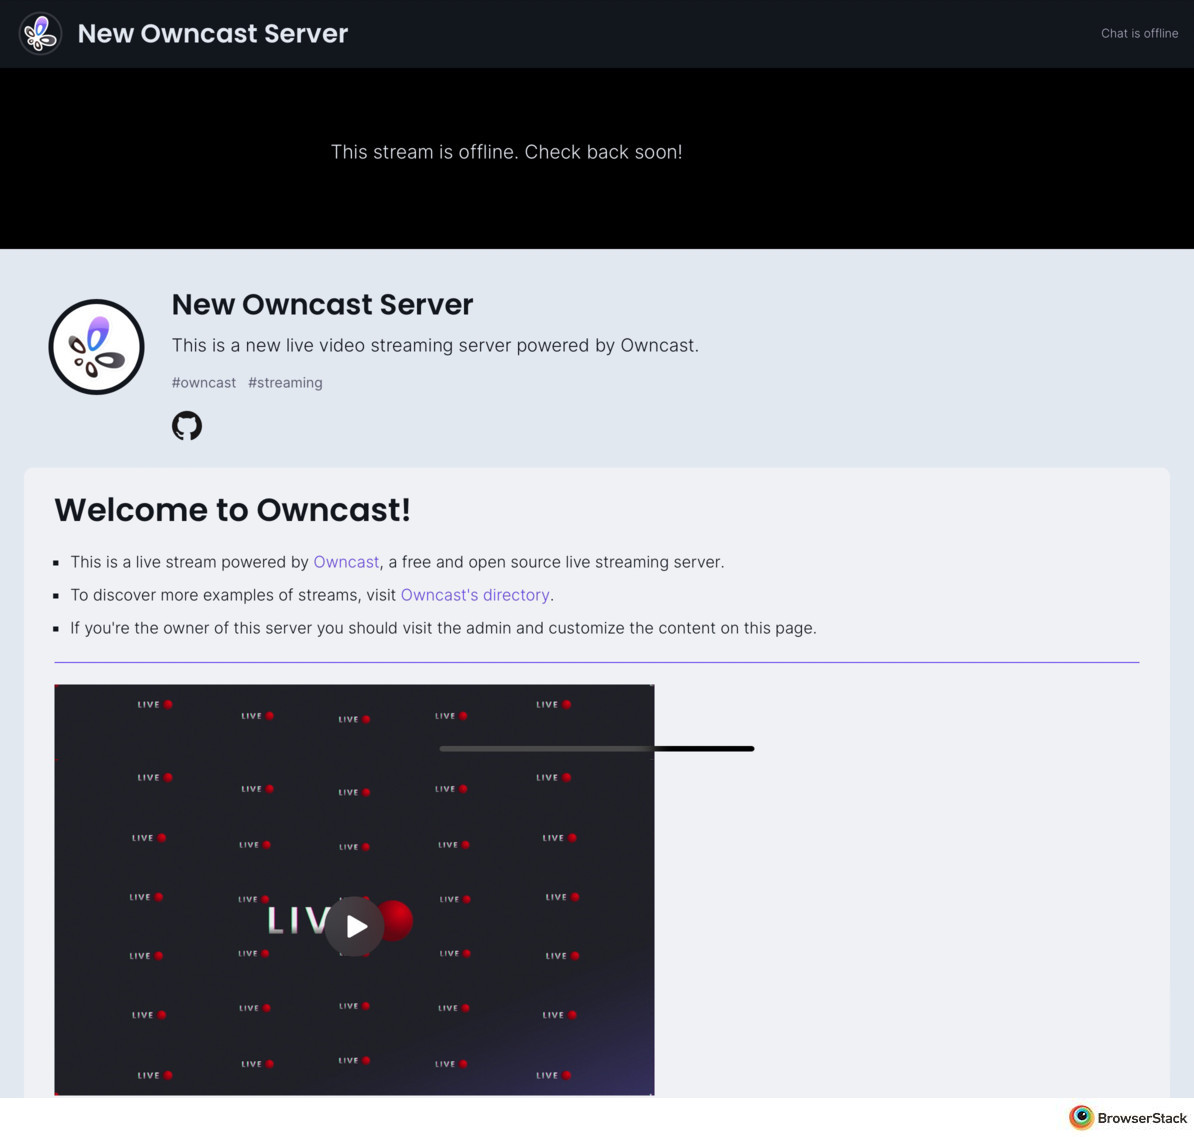 New Owncast Server
Chat is offline
This stream is offline. Check back soon!
New Owncast Server
This is a new live video streaming server powered by Owncast.
#owncast #streaming
Welcome to Owncast!
This is a live stream powered by Owncast, a free and open source live streaming server.
To discover more examples of streams, visit Owncast's directory.
If you're the owner of this server you should visit the admin and customize the content on this page.
LIVE LIVE LIVE LIVE LIVE
LIVE LIVE LIVE LIVE LIVE
LIVE LIVE LIVE LIVE LIVE
LIVE LIVE LIVE LIVE
LIV
LIVE LIVE LIVE LIVE
LIVE LIVE LIVE LIVE LIVE
LIVE LIVE LIVE LIVE LIVE
BrowserStack